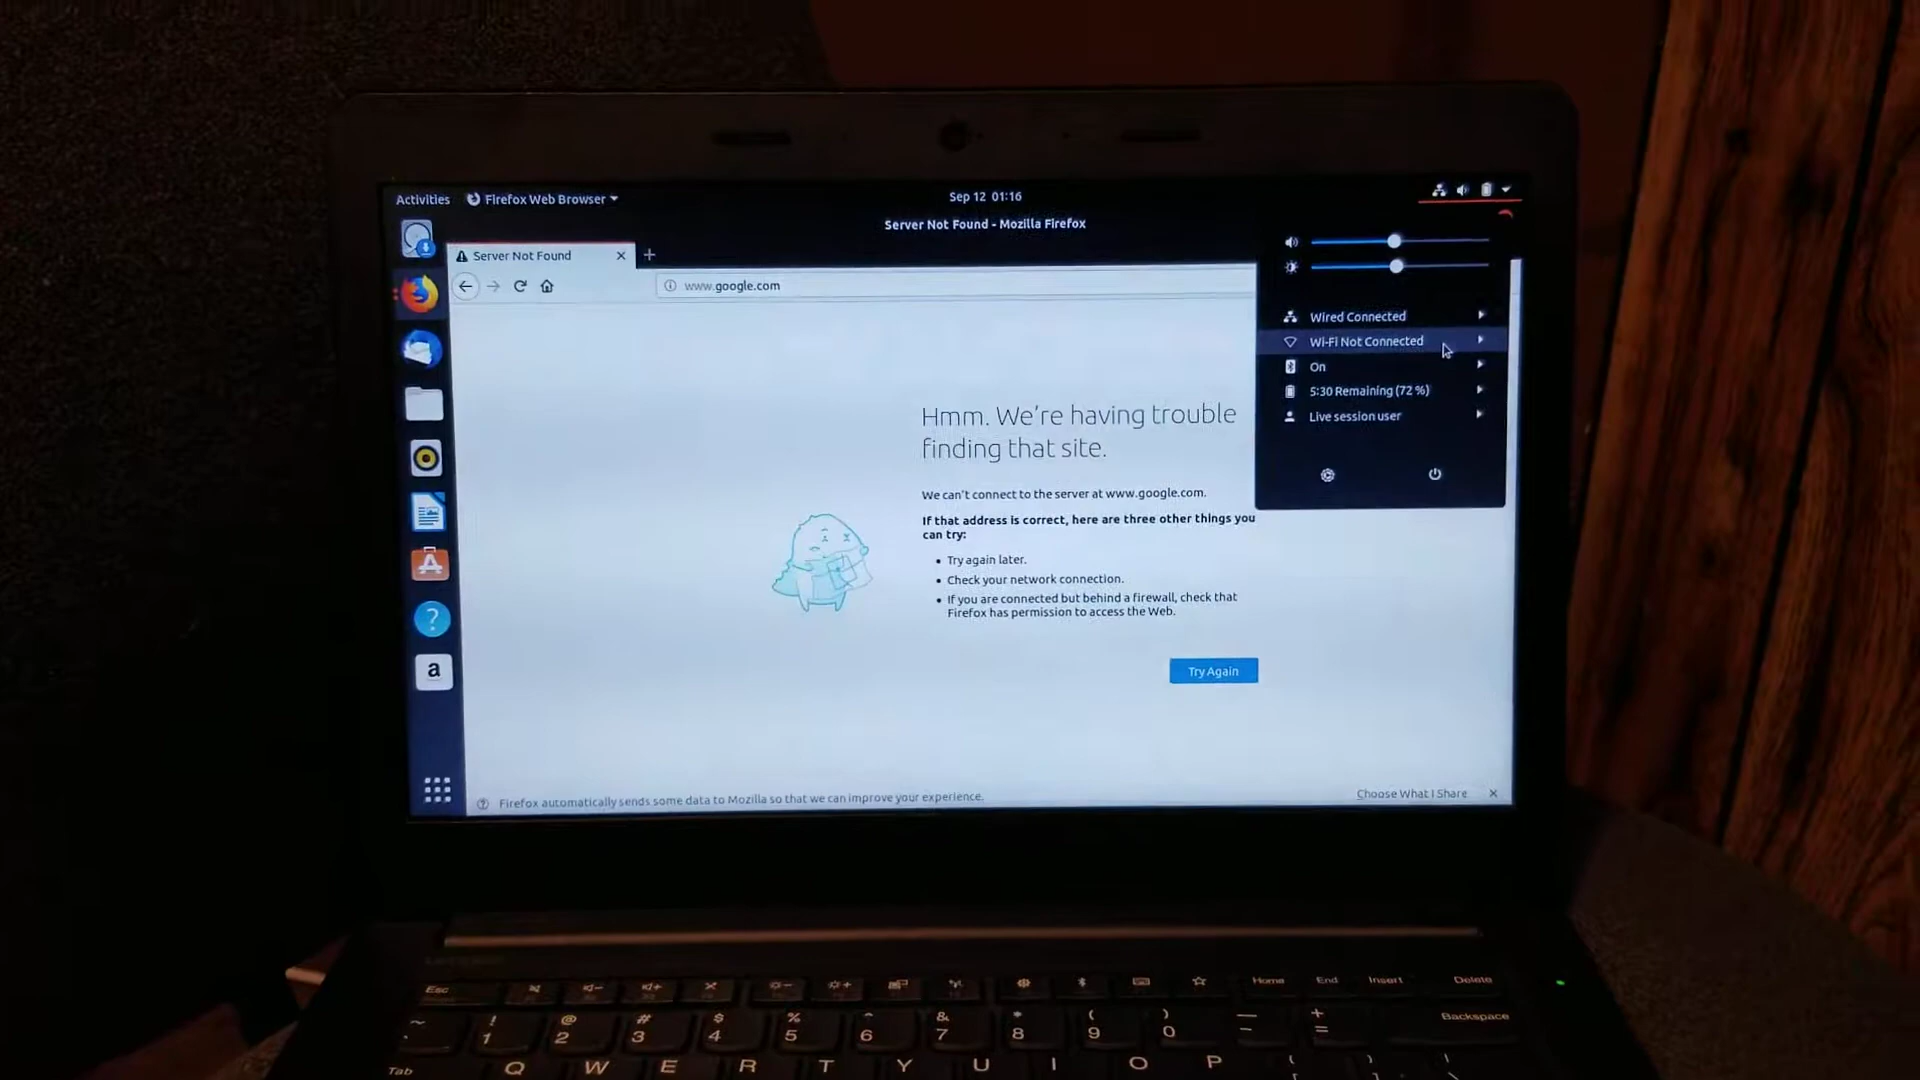 Activities
Firefox Web Browser
Sep 12 01:16
Server Not Found - Mozilla Firefox
Server Not Found
www.google.com
Wired Connected
Wi-Fi Not Connected
On
5:30 Remaining (72 %)
Live session user
Hmm. We're having trouble
finding that site.
We can't connect to the server at www.google.com.
If that address is correct, here are three other things you
can try:
Try again later.
Check your network connection.
If you are connected but behind a firewall, check that
Firefox has permission to access the Web.
Try Again
a
?
Firefox automatically sends some data to Mozilla so that we can improve your experience.
Choose What I Share
Esc
Home End Insert Delete
~ ! @ # $ % ^ & * ( ) — +
` 1 2 3 4 5 6 7 8 9 0 - = Backspace
Tab Q W E R T Y U I O P